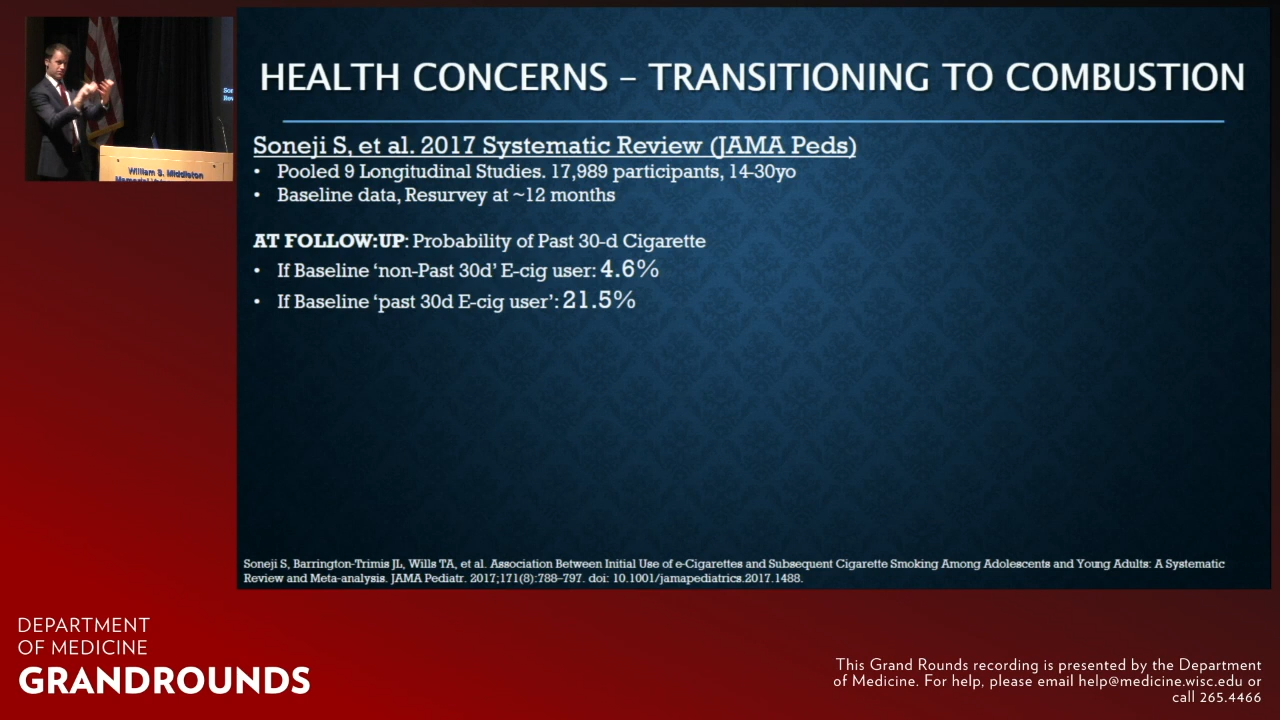 HEALTH CONCERNS – TRANSITIONING TO COMBUSTION
Soneji S, et al. 2017 Systematic Review (JAMA Peds)
• Pooled 9 Longitudinal Studies. 17,989 participants, 14-30yo
• Baseline data, Resurvey at ~12 months
AT FOLLOW:UP: Probability of Past 30-d Cigarette
• If Baseline ‘non-Past 30d’ E-cig user: 4.6%
• If Baseline ‘past 30d E-cig user’: 21.5%
Soneji S, Barrington-Trimis JL, Wills TA, et al. Association Between Initial Use of e-Cigarettes and Subsequent Cigarette Smoking Among Adolescents and Young Adults: A Systematic
Review and Meta-analysis. JAMA Pediatr. 2017;171(8):788–797. doi: 10.1001/jamapediatrics.2017.1488.
William S. Middleton
DEPARTMENT
OF MEDICINE
GRANDROUNDS
This Grand Rounds recording is presented by the Department
of Medicine. For help, please email help@medicine.wisc.edu or
call 265.4466